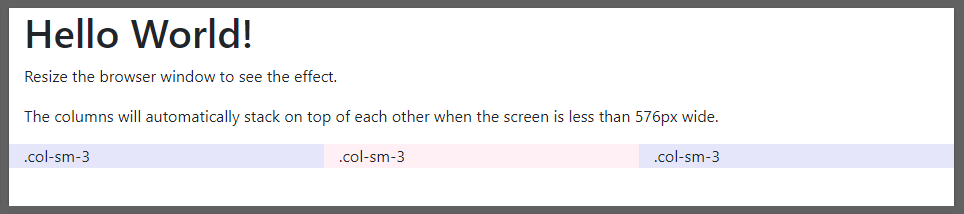 Hello World!
Resize the browser window to see the effect.
The columns will automatically stack on top of each other when the screen is less than 576px wide.
.col-sm-3 .col-sm-3 .col-sm-3